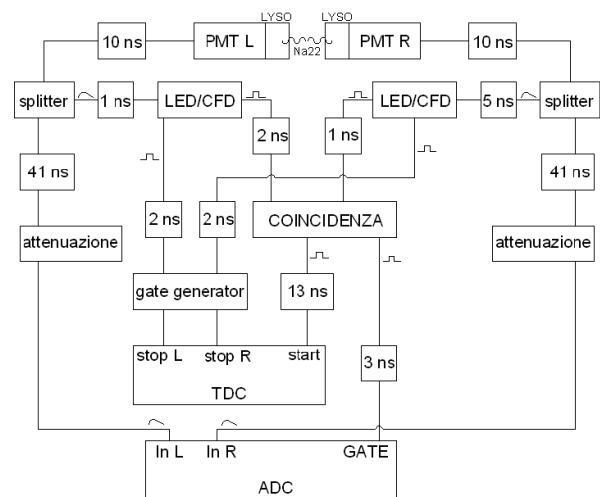 LYSO LYSO
10 ns PMT L PMT R 10 ns
Na22
splitter 1 ns LED/CFD LED/CFD 5 ns splitter
2 ns 1 ns
41 ns 41 ns
2 ns 2 ns COINCIDENZA
attenuazione attenuazione
gate generator 13 ns
stop L stop R start
3 ns
TDC
In L In R GATE
ADC